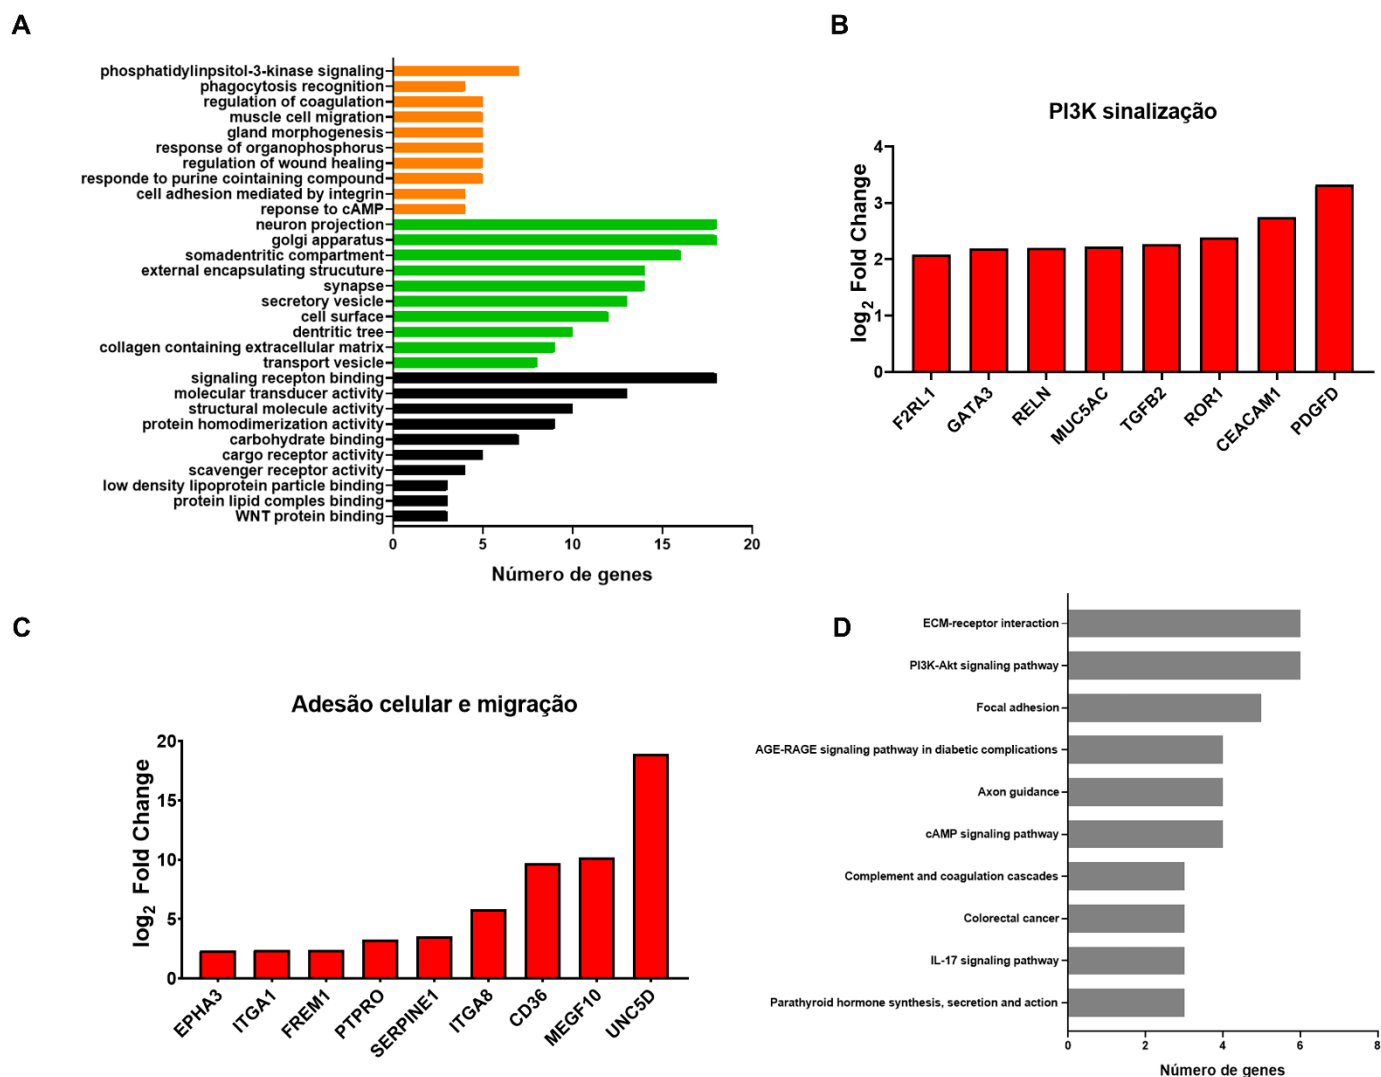 A
phosphatidylinpsitol-3-kinase signaling
phagocytosis recognition
regulation of coagulation
muscle cell migration
gland morphogenesis
response of organophosphorus
regulation of wound healing
responde to purine cointaining compound
cell adhesion mediated by integrin
reponse to cAMP
neuron projection
golgi apparatus
somadentritic compartment
external encapsulating strucuture
synapse
secretory vesicle
cell surface
dentritic tree
collagen containing extracellular matrix
transport vesicle
signaling recepton binding
molecular transducer activity
structural molecule activity
protein homodimerization activity
carbohydrate binding
cargo receptor activity
scavenger receptor activity
low density lipoprotein particle binding
protein lipid comples binding
WNT protein binding
0 5 10 15 20
Número de genes
B
PI3K sinalização
log2 Fold Change
4
3
2
1
0
F2RL1 GATA3 RELN MUC5AC TGFB2 ROR1 CEACAM1 PDGFD
C
Adesão celular e migração
log2 Fold Change
20
15
10
5
0
EPHA3 ITGA1 FREM1 PTPRO SERPINE1 ITGA8 CD36 MEGF10 UNC5D
D
ECM-receptor interaction
PI3K-Akt signaling pathway
Focal adhesion
AGE-RAGE signaling pathway in diabetic complications
Axon guidance
cAMP signaling pathway
Complement and coagulation cascades
Colorectal cancer
IL-17 signaling pathway
Parathyroid hormone synthesis, secretion and action
0 2 4 6 8
Número de genes